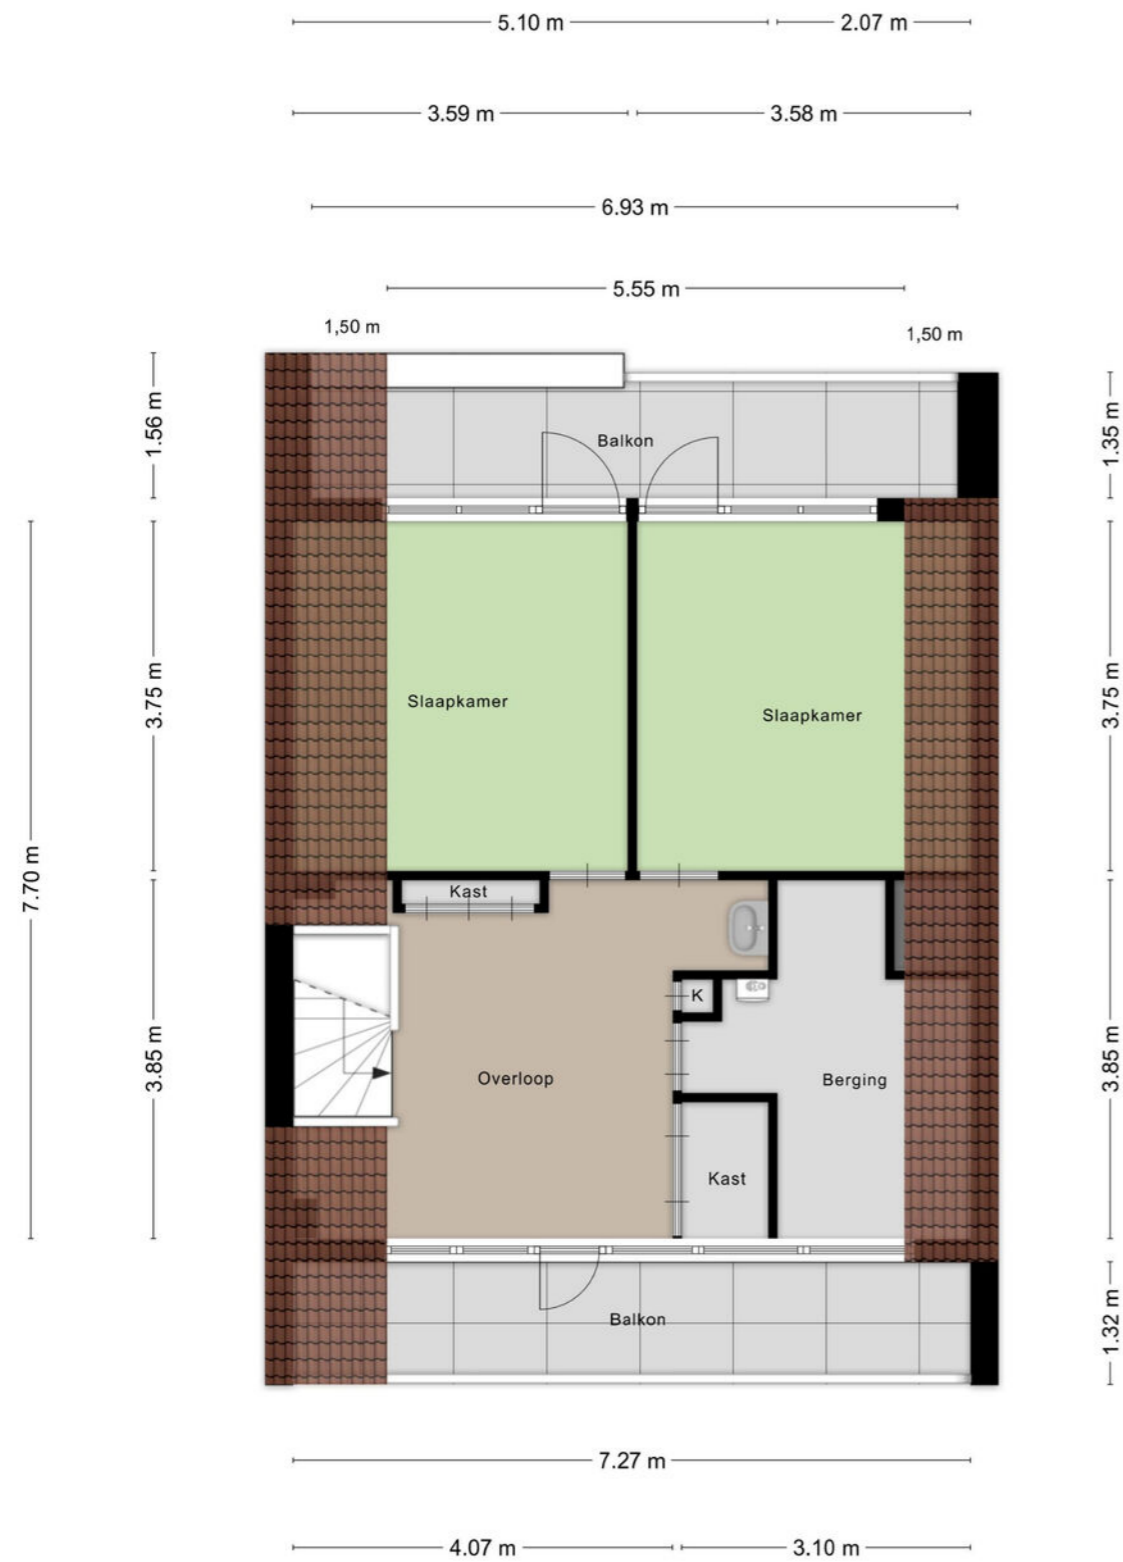 5.10 m
2.07 m
3.59 m
3.58 m
6.93 m
5.55 m
1,50 m
1,50 m
1.56 m
1.35 m
Balkon
3.75 m
Slaapkamer
Slaapkamer
3.75 m
7.70 m
Kast
K
3.85 m
Overloop
Berging
3.85 m
Kast
Balkon
1.32 m
7.27 m
4.07 m
3.10 m